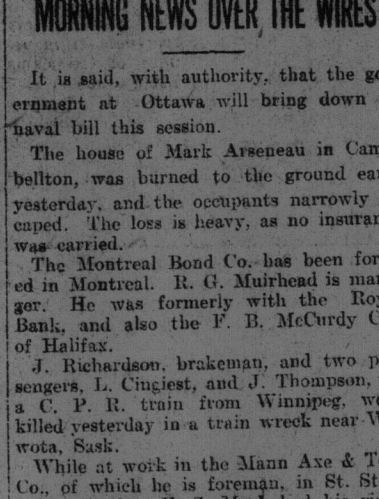 MORNING NEWS OVER THE WIRES
It is said, with authority, that the go
ernment at Ottawa will bring down
naval bill this session.
The house of Mark Arseneau in Cam
bellton, was burned to the ground ear
yesterday, and the occupants narrowly
caped. The loss is heavy, as no insuran
was carried.
The Montreal Bond Co. has been for
ed in Montreal. R. G. Muirhead is man
ger. He was formerly with the Roy
Bank, and also the F. B. McCurdy C
of Halifax.
J. Richardson, brakeman, and two p
sengers, L. Cingiest, and J. Thompson,
a C. P. R. train from Winnipeg, we
killed yesterday in a train wreck near W
wota, Sask.
While at work in the Mann Axe & T
Co., of which he is foreman, in St. St